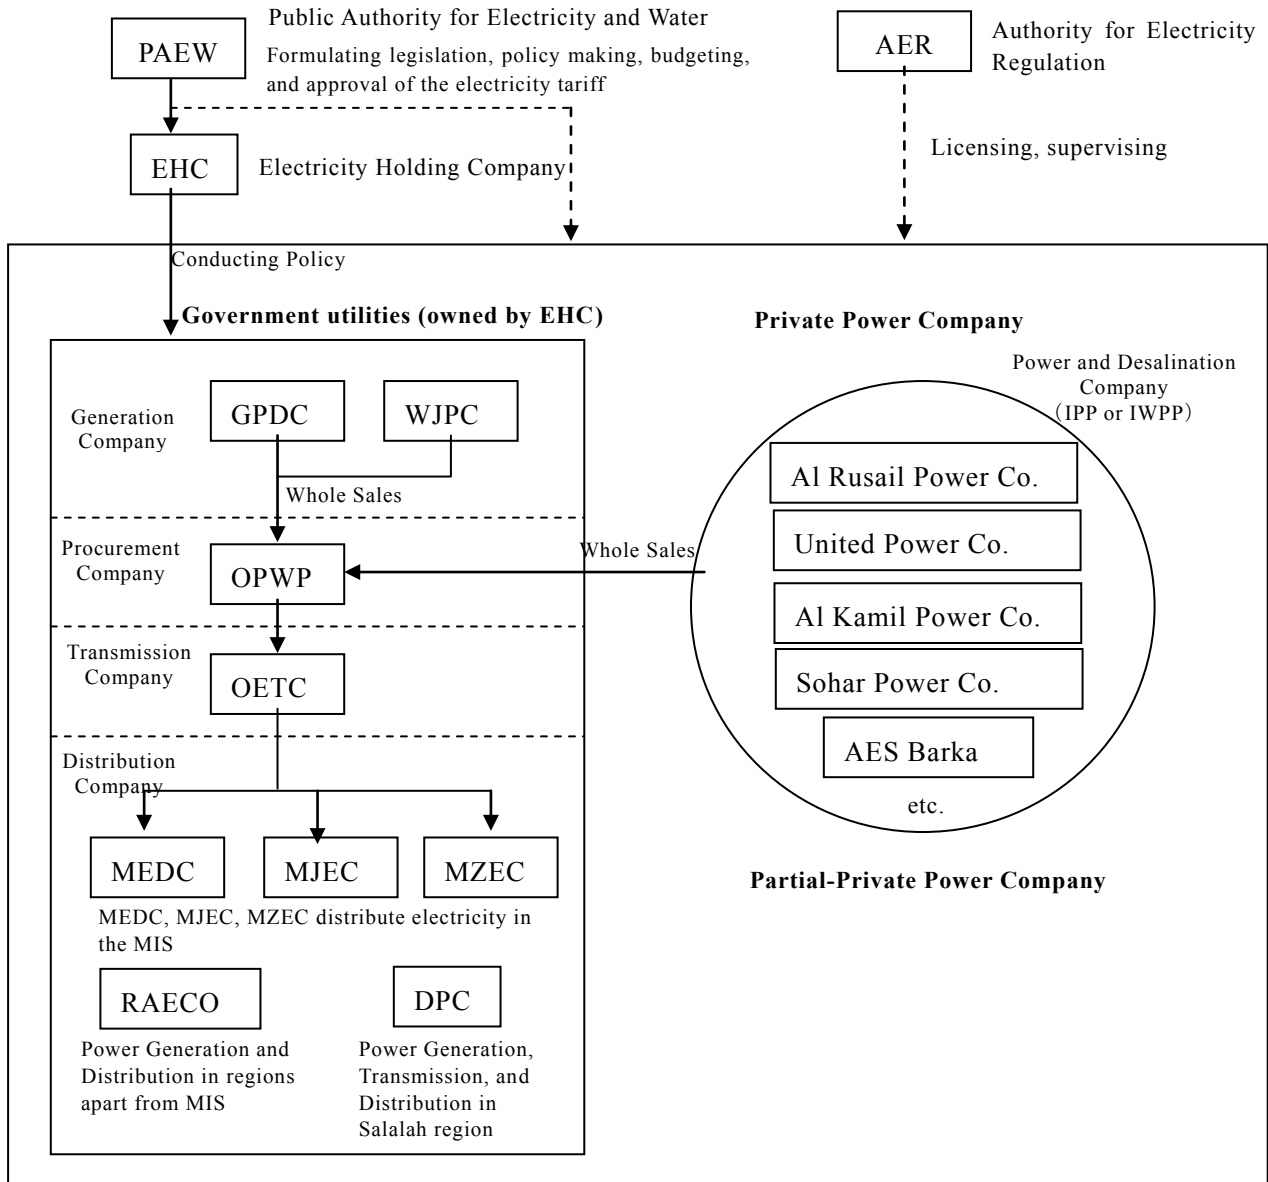 PAEW
Public Authority for Electricity and Water
Formulating legislation, policy making, budgeting,
and approval of the electricity tariff
AER
Authority for Electricity
Regulation
EHC
Electricity Holding Company
Licensing, supervising
Conducting Policy
Government utilities (owned by EHC)
Private Power Company
Power and Desalination
Company
（IPP or IWPP）
Generation
Company
GPDC
WJPC
Whole Sales
Procurement
Company
OPWP
Whole Sales
Transmission
Company
OETC
Distribution
Company
MEDC
MJEC
MZEC
MEDC, MJEC, MZEC distribute electricity in
the MIS
RAECO
Power Generation and
Distribution in regions
apart from MIS
DPC
Power Generation,
Transmission, and
Distribution in
Salalah region
Al Rusail Power Co.
United Power Co.
Al Kamil Power Co.
Sohar Power Co.
AES Barka
etc.
Partial-Private Power Company